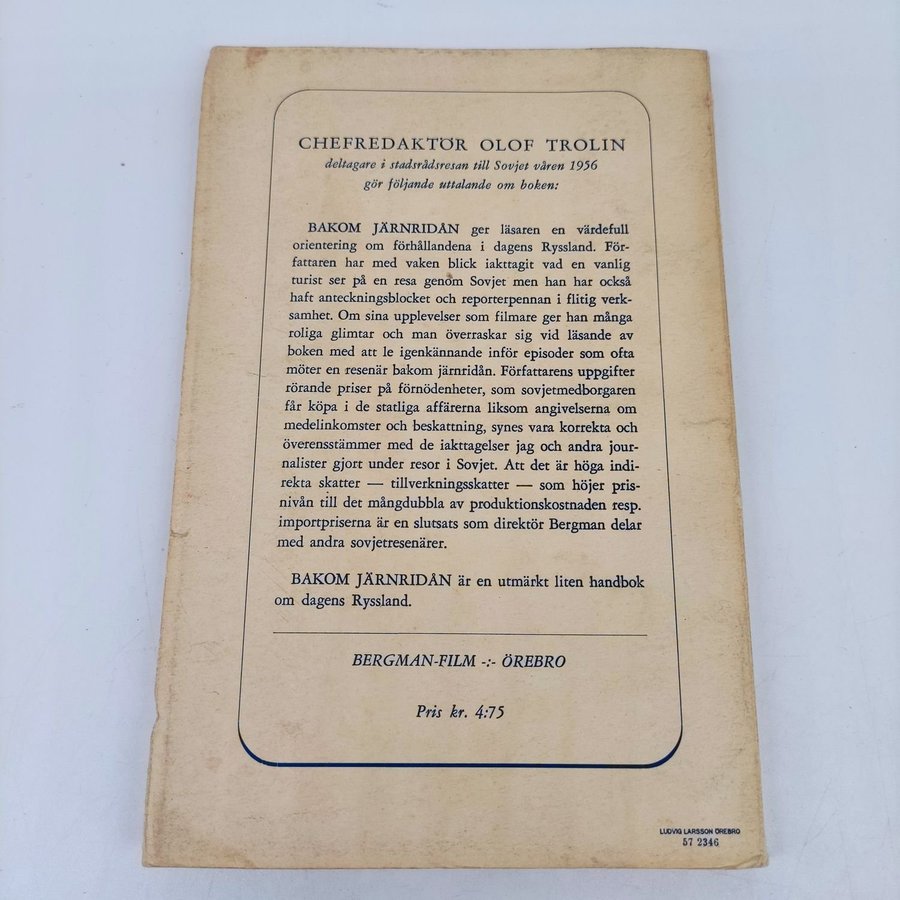 CHEFREDAKTÖR OLOF TROLIN
deltagare i stadsrådsresan till Sovjet våren 1956
gör följande uttalande om boken:
BAKOM JÄRNRIDÅN ger läsaren en värdefull
orientering om förhållandena i dagens Ryssland. För-
fattaren har med vaken blick iakttagit vad en vanlig
turist ser på en resa genom Sovjet men han har också
haft anteckningsblocket och reporterpennan i flitig verk-
samhet. Om sina upplevelser som filmare ger han många
roliga glimtar och man överraskar sig vid läsande av
boken med att le igenkännande inför episoder som ofta
möter en resenär bakom järnridån. Författarens uppgifter
rörande priser på förnödenheter, som sovjetmedborgaren
får köpa i de statliga affärerna liksom angivelserna om
medelinkomster och beskattning, synes vara korrekta och
överensstämmer med de iakttagelser jag och andra jour-
nalister gjort under resor i Sovjet. Att det är höga indi-
rekta skatter — tillverkningsskatter — som höjer pris-
nivån till det mångdubbla av produktionskostnaden resp.
importpriserna är en slutsats som direktör Bergman delar
med andra sovjetresenärer.
BAKOM JÄRNRIDÅN är en utmärkt liten handbok
om dagens Ryssland.
BERGMAN-FILM -:- ÖREBRO
Pris kr. 4:75
LUDVIG LARSSON ÖREBRO
57 2346